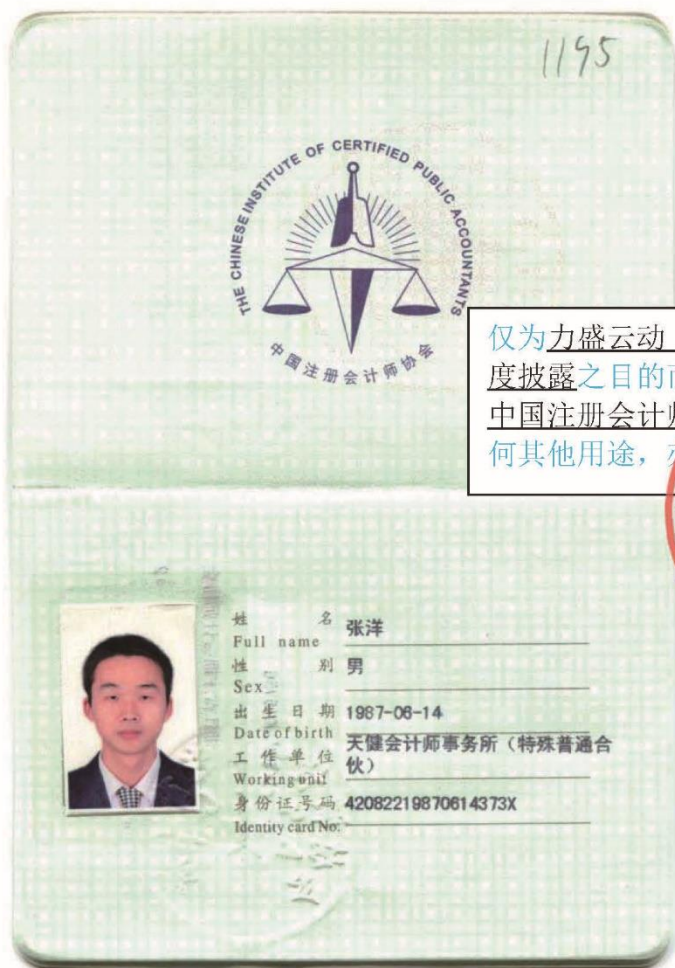 1195
THE CHINESE INSTITUTE OF CERTIFIED PUBLIC ACCOUNTANTS
中国注册会计师协会
仅为力盛云动
度披露之目的
中国注册会计师
何其他用途，
姓名 张洋
Full name
性别 男
Sex
出生日期 1987-06-14
Date of birth
工作单位 天健会计师事务所（特殊普通合
伙）
Working unit
身份证号码 42082219870614373X
Identity card No.